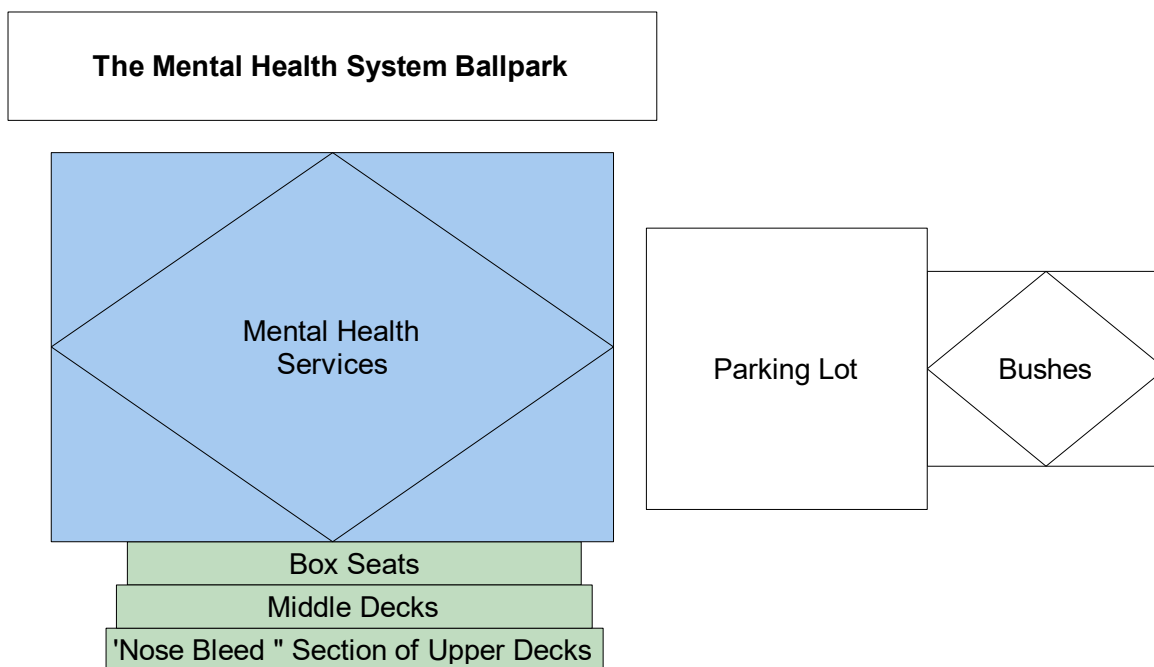 The Mental Health System Ballpark
Mental Health
Services
Parking Lot
Bushes
Box Seats
Middle Decks
'Nose Bleed " Section of Upper Decks